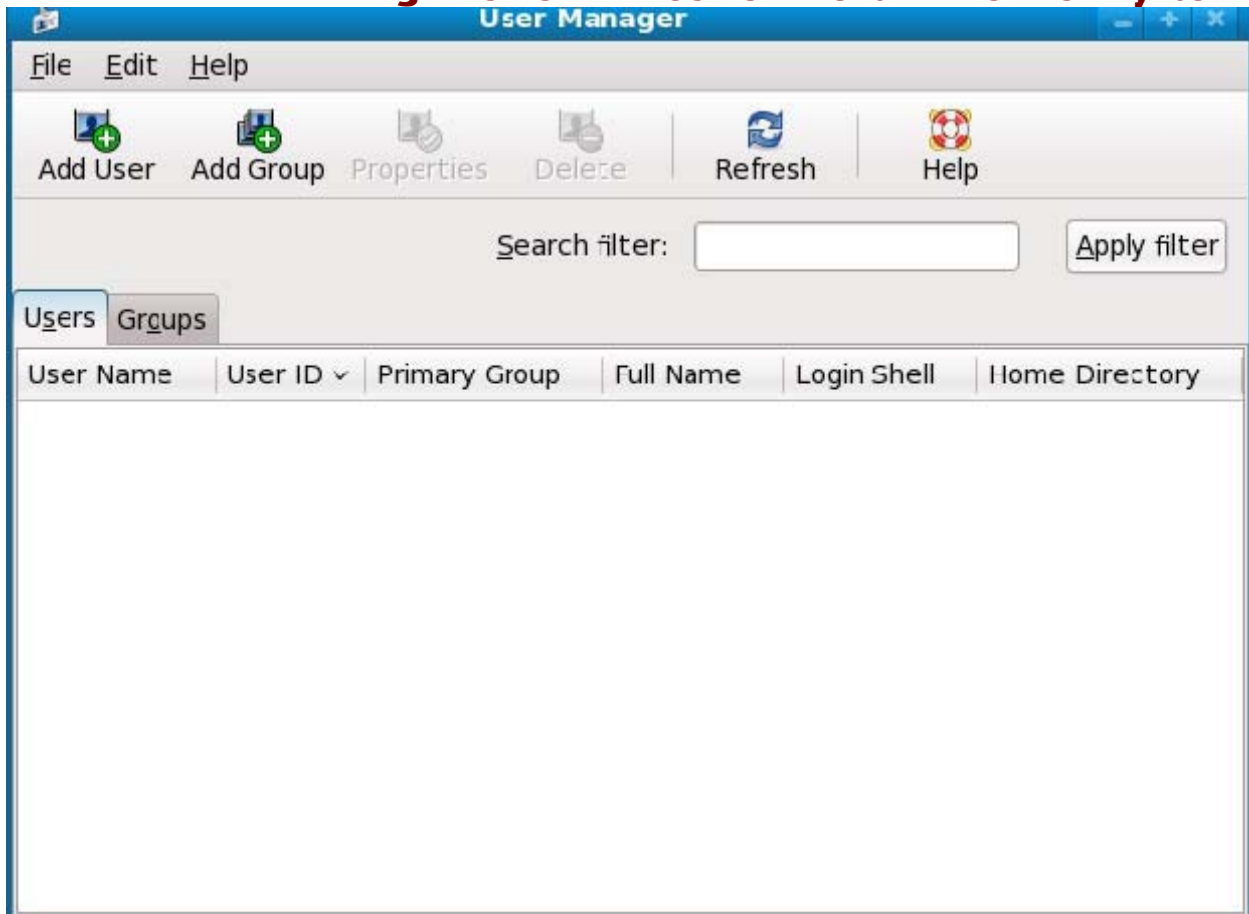 User Manager
File Edit Help
Add User Add Group Properties Delete Refresh Help
Search filter: Apply filter
Users Groups
User Name User ID Primary Group Full Name Login Shell Home Directory